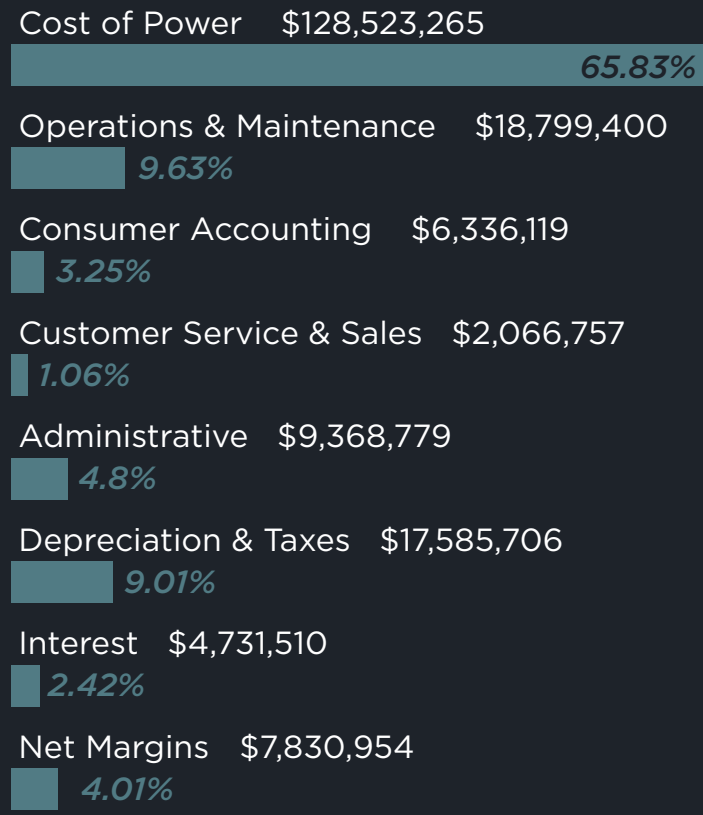 Cost of Power $128,523,265
65.83%
Operations & Maintenance $18,799,400
9.63%
Consumer Accounting $6,336,119
3.25%
Customer Service & Sales $2,066,757
1.06%
Administrative $9,368,779
4.8%
Depreciation & Taxes $17,585,706
9.01%
Interest $4,731,510
2.42%
Net Margins $7,830,954
4.01%